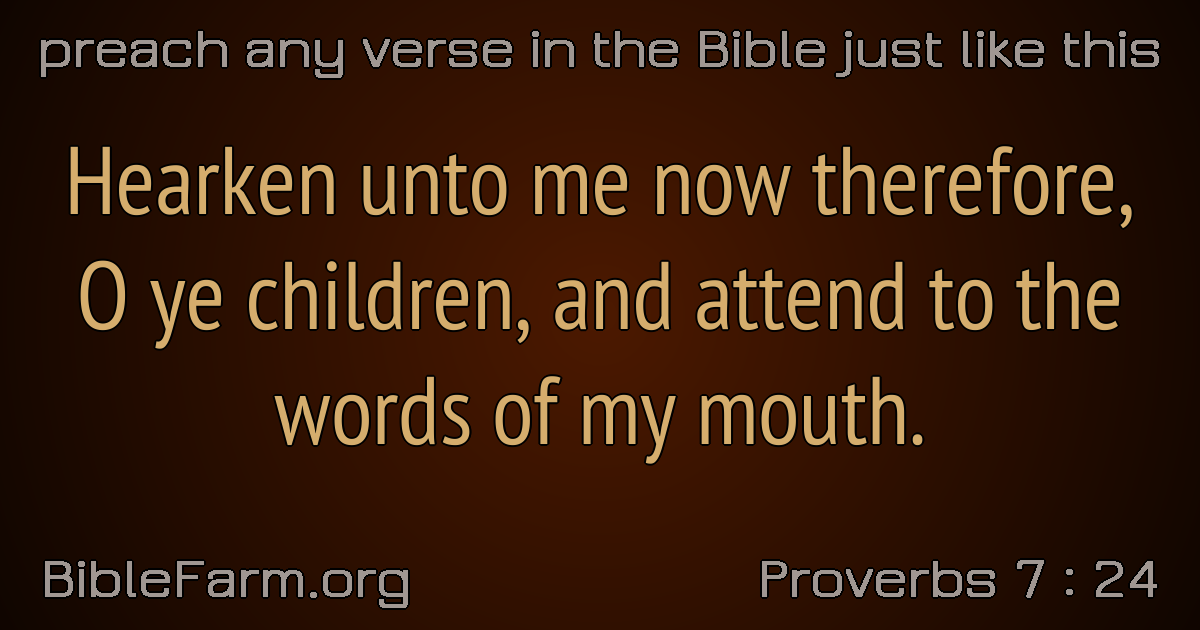 preach any verse in the Bible just like this
Hearken unto me now therefore,
O ye children, and attend to the
words of my mouth.
BibleFarm.org
Proverbs 7 : 24